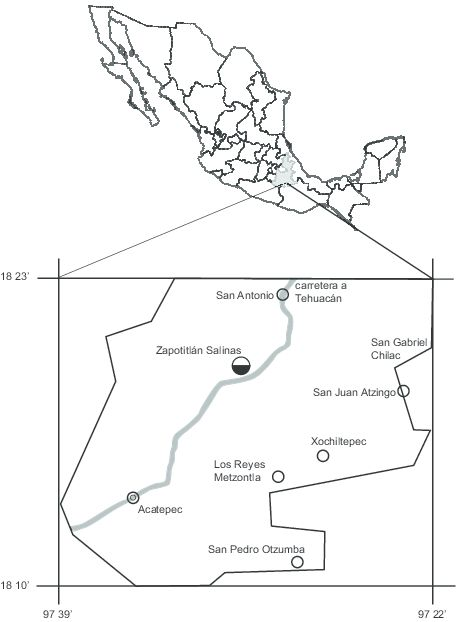 18 23'
carretera a
Tehuacán
San Antonio
San Gabriel
Chilac
Zapotitlán Salinas
San Juan Atzingo
Xochiltepec
Los Reyes
Metzontla
Acatepec
San Pedro Otzumba
18 10'
97 39'
97 22'